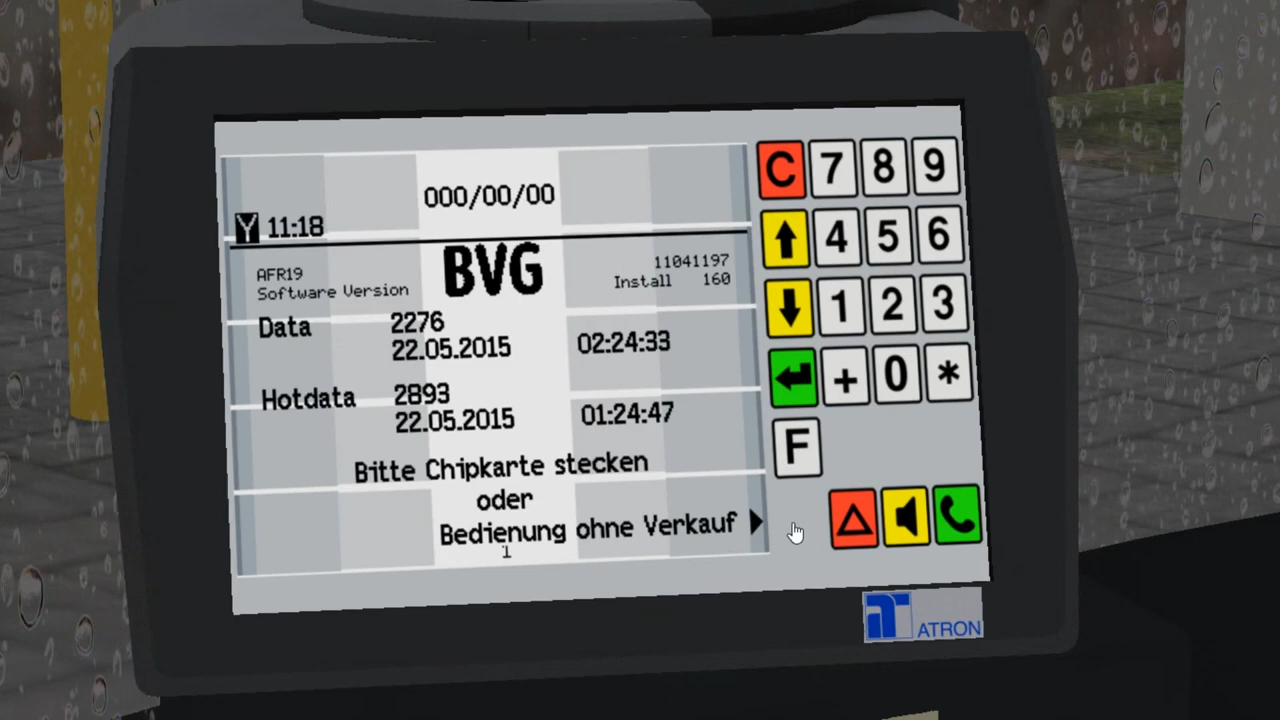 000/00/00
11:18
AFR19
Software Version
BVG
11041197
Install 160
Data 2276
22.05.2015 02:24:33
Hotdata 2893
22.05.2015 01:24:47
Bitte Chipkarte stecken
oder
Bedienung ohne Verkauf
1
C 7 8 9
4 5 6
1 2 3
+ 0 *
F
ATRON